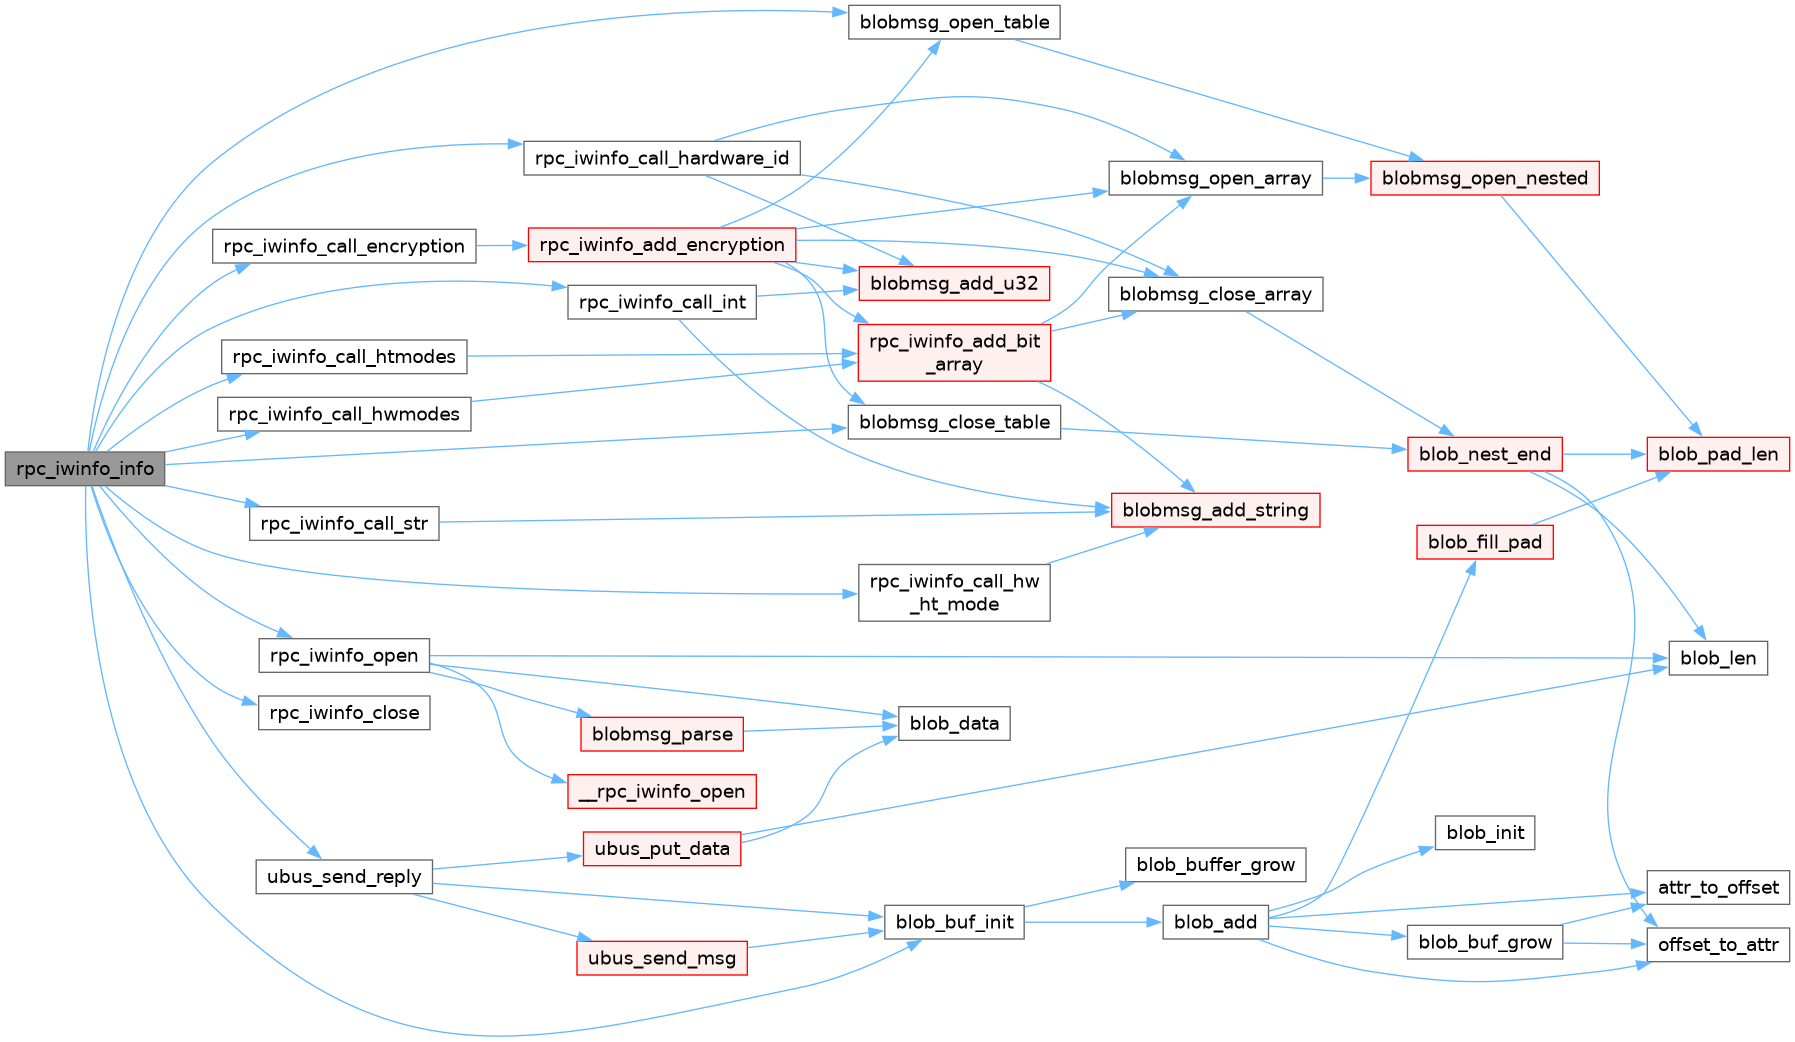 blobmsg_open_table
rpc_iwinfo_call_hardware_id
blobmsg_open_array
blobmsg_open_nested
rpc_iwinfo_call_encryption
rpc_iwinfo_add_encryption
blobmsg_add_u32
rpc_iwinfo_call_int
blobmsg_close_array
rpc_iwinfo_call_htmodes
rpc_iwinfo_add_bit
_array
rpc_iwinfo_call_hwmodes
blobmsg_close_table
rpc_iwinfo_info
blob_nest_end
blob_pad_len
rpc_iwinfo_call_str
blobmsg_add_string
blob_fill_pad
rpc_iwinfo_call_hw
_ht_mode
rpc_iwinfo_open
blob_len
rpc_iwinfo_close
blobmsg_parse
blob_data
__rpc_iwinfo_open
ubus_put_data
blob_init
ubus_send_reply
blob_buffer_grow
attr_to_offset
blob_buf_init
blob_add
blob_buf_grow
offset_to_attr
ubus_send_msg